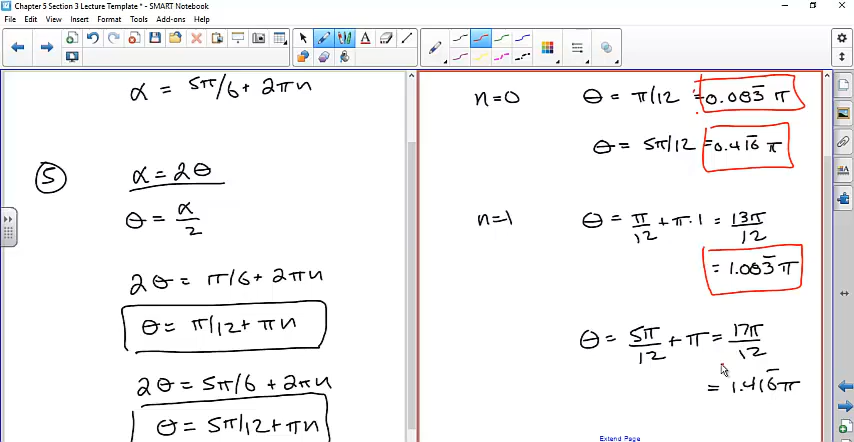 Chapter 5 Section 3 Lecture Template * - SMART Notebook
File Edit View Insert Format Tools Add-ons Help
α = 5π/6 + 2πn
⑤ α = 2θ
θ = α/2
2θ = π/6 + 2πn
θ = π/12 + πn
2θ = 5π/6 + 2πn
θ = 5π/12 + πn
n=0 θ = π/12 = 0.083̅ π
θ = 5π/12 = 0.416̅ π
n=1 θ = π/12 + π·1 = 13π/12
= 1.083̅ π
θ = 5π/12 + π = 17π/12
= 1.416̅ π
Extend Page